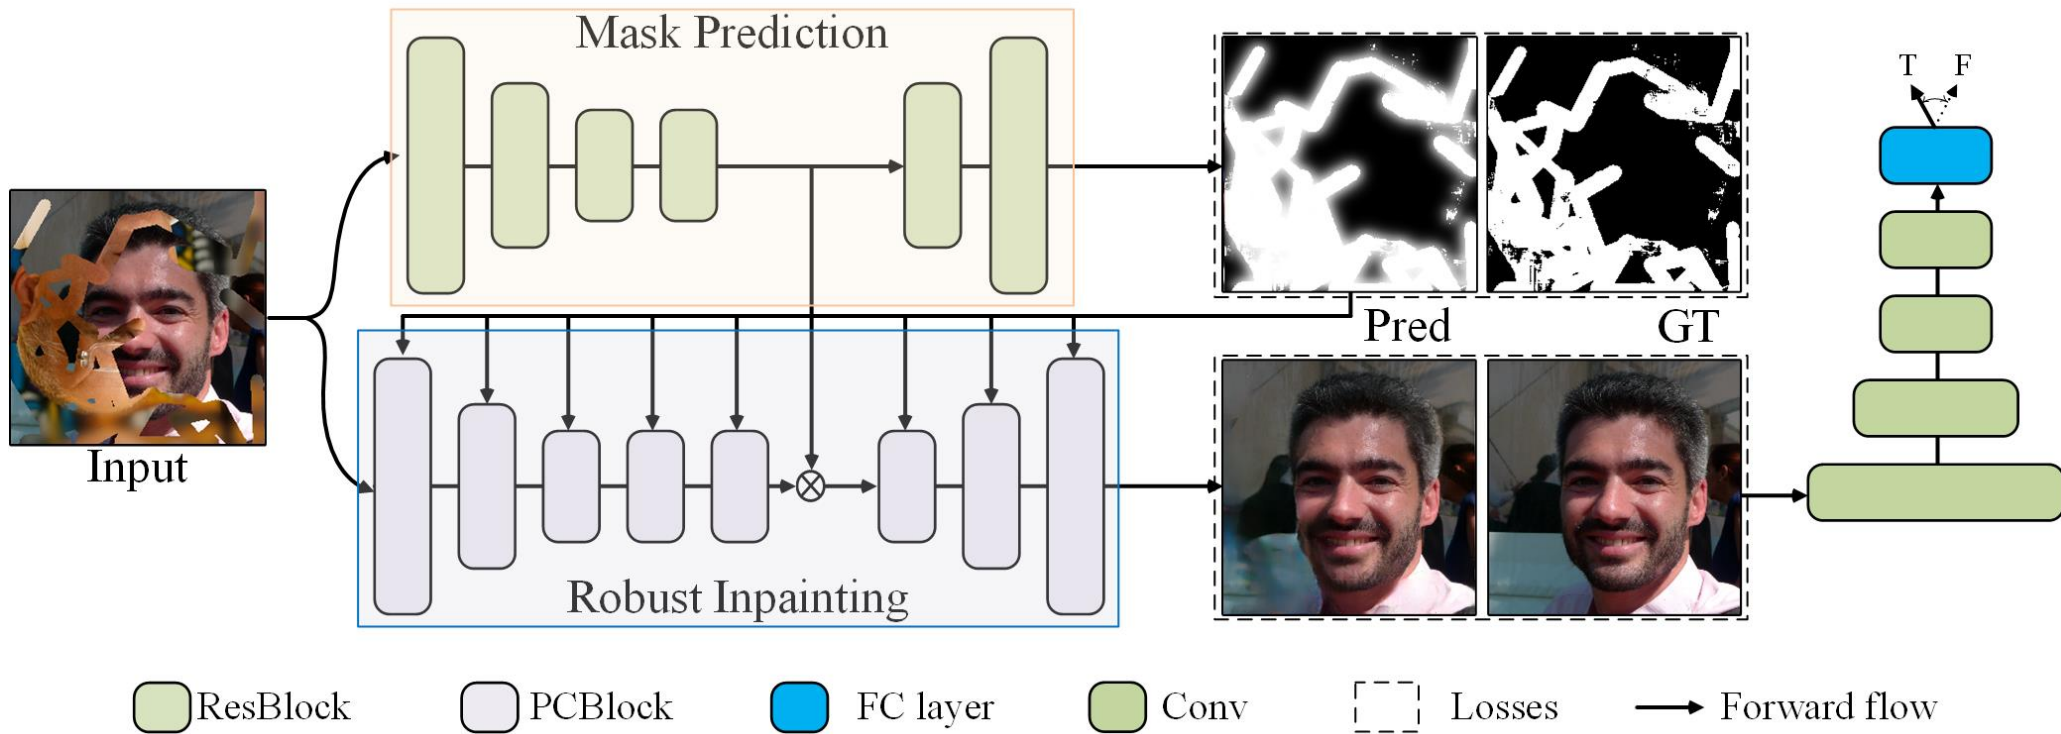 Mask Prediction
T F
Input
Pred GT
Robust Inpainting
ResBlock PCBlock FC layer Conv Losses Forward flow